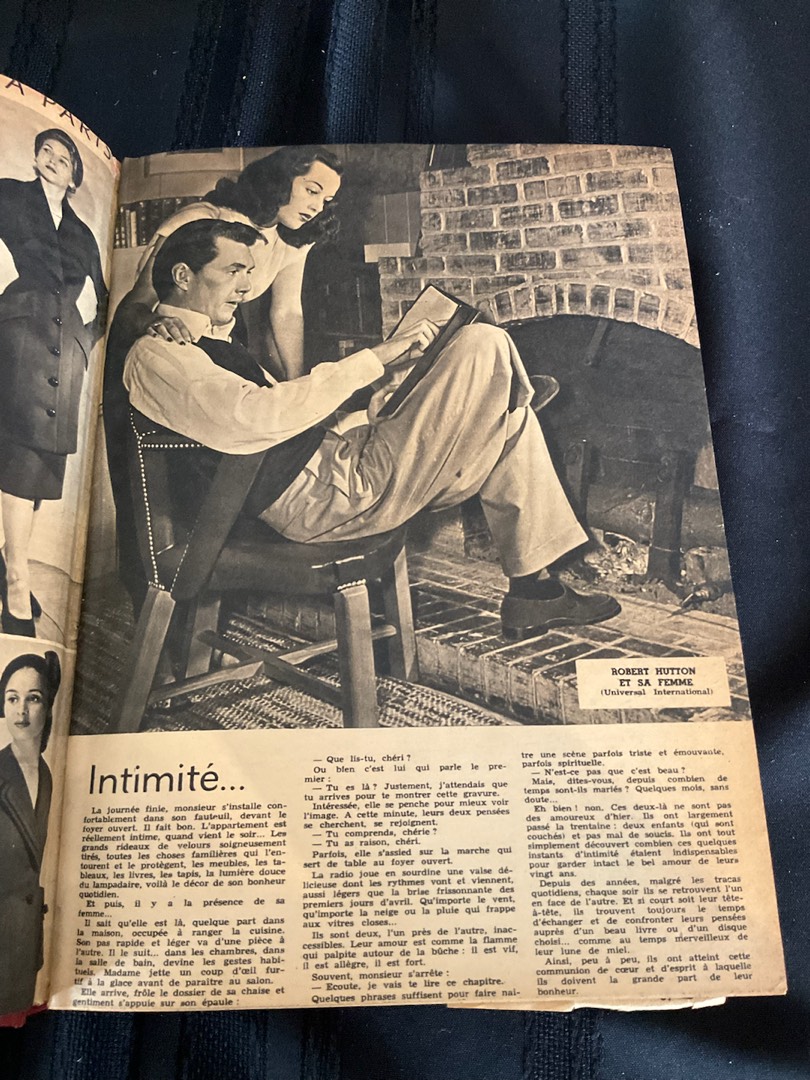 A PARIS
ROBERT HUTTON
ET SA FEMME
(Universal International)
Intimité...
La journée finie, monsieur s'installe con-
fortablement dans son fauteuil, devant le
foyer ouvert. Il fait bon. L'appartement est
réellement intime, quand vient le soir... Les
grands rideaux de velours soigneusement
tirés, toutes les choses familières qui l'en-
tourent et le protègent, les meubles, les ta-
bleaux, les livres, les tapis, la lumière douce
du lampadaire, voilà le décor de son bonheur
quotidien.
Et puis, il y a la présence de sa
femme...
Il sait qu'elle est là, quelque part dans
la maison, occupée à ranger la cuisine.
Son pas rapide et léger va d'une pièce à
l'autre. Il le suit... dans les chambres, dans
la salle de bain, devine les gestes habi-
tuels. Madame jette un coup d'œil fur-
tif à la glace avant de paraître au salon.
Elle arrive, frôle le dossier de sa chaise et
gentiment s'appuie sur son épaule :
— Que lis-tu, chéri ?
Ou bien c'est lui qui parle le pre-
mier :
— Tu es là ? Justement, j'attendais que
tu arrives pour te montrer cette gravure.
Intéressée, elle se penche pour mieux voir
l'image. A cette minute, leurs deux pensées
se cherchent, se rejoignent.
— Tu comprends, chérie ?
— Tu as raison, chéri.
Parfois, elle s'assied sur la marche qui
sert de table au foyer ouvert.
La radio joue en sourdine une valse dé-
licieuse dont les rythmes vont et viennent,
aussi légers que la brise frissonnante des
premiers jours d'avril. Qu'importe le vent,
qu'importe la neige ou la pluie qui frappe
aux vitres closes...
Ils sont deux, l'un près de l'autre, inac-
cessibles. Leur amour est comme la flamme
qui palpite autour de la bûche : il est vif,
il est allègre, il est fort.
Souvent, monsieur s'arrête :
— Ecoute, je vais te lire ce chapitre.
Quelques phrases suffisent pour faire naî-
tre une scène parfois triste et émouvante,
parfois spirituelle.
— N'est-ce pas que c'est beau ?
Mais, dites-vous, depuis combien de
temps sont-ils mariés ? Quelques mois, sans
doute...
Eh bien ! non. Ces deux-là ne sont pas
des amoureux d'hier. Ils ont largement
passé la trentaine : deux enfants (qui sont
couchés) et pas mal de soucis. Ils ont tout
simplement découvert combien ces quelques
instants d'intimité étaient indispensables
pour garder intact le bel amour de leurs
vingt ans.
Depuis des années, malgré les tracas
quotidiens, chaque soir ils se retrouvent l'un
en face de l'autre. Et si court soit leur tête-
à-tête, ils trouvent toujours le temps
d'échanger et de confronter leurs pensées
auprès d'un beau livre ou d'un disque
choisi... comme au temps merveilleux de
leur lune de miel.
Ainsi, peu à peu, ils ont atteint cette
communion de cœur et d'esprit à laquelle
ils doivent la grande part de leur
bonheur.